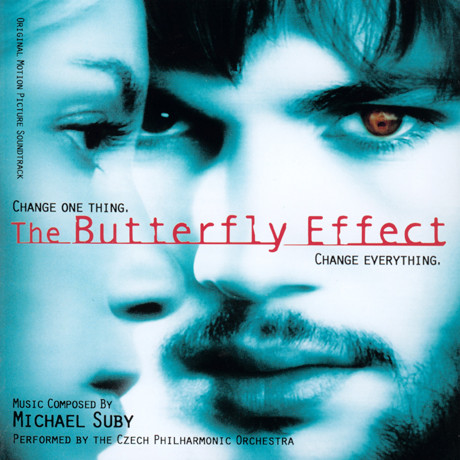 ORIGINAL MOTION PICTURE SOUNDTRACK
CHANGE ONE THING.
The Butterfly Effect
CHANGE EVERYTHING.
MUSIC COMPOSED BY
MICHAEL SUBY
PERFORMED BY THE CZECH PHILHARMONIC ORCHESTRA